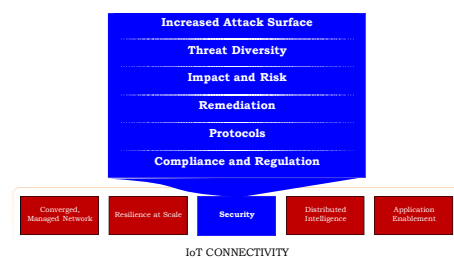 Increased Attack Surface
Threat Diversity
Impact and Risk
Remediation
Protocols
Compliance and Regulation
Converged,
Managed Network
Resilience at Scale
Security
Distributed
Intelligence
Application
Enablement
IoT CONNECTIVITY